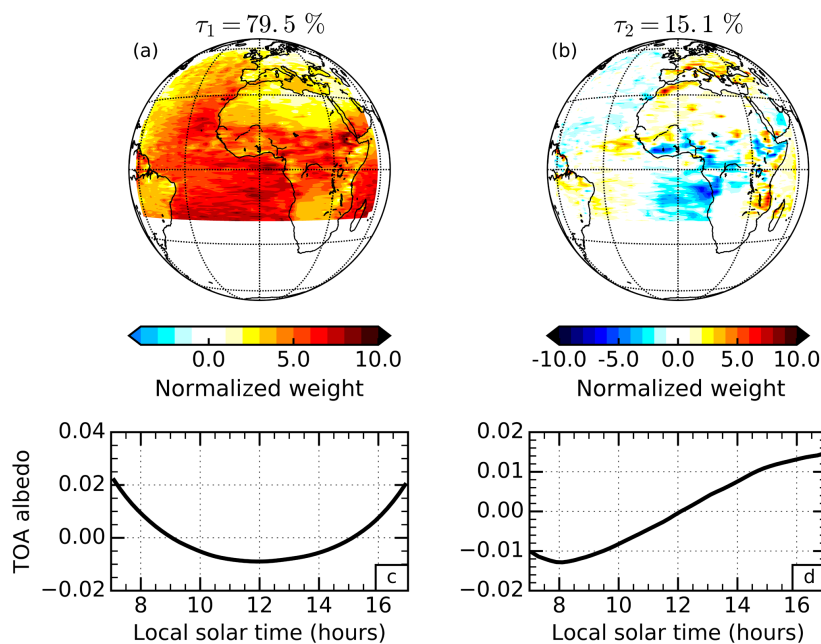 τ₁ = 79.5 % τ₂ = 15.1 %
(a) (b)
0.0 5.0 10.0 -10.0 -5.0 0.0 5.0 10.0
Normalized weight Normalized weight
0.04 0.02
0.02 0.01
0.00 0.00
−0.01
−0.02 −0.02
TOA albedo
c d
8 10 12 14 16 8 10 12 14 16
Local solar time (hours) Local solar time (hours)